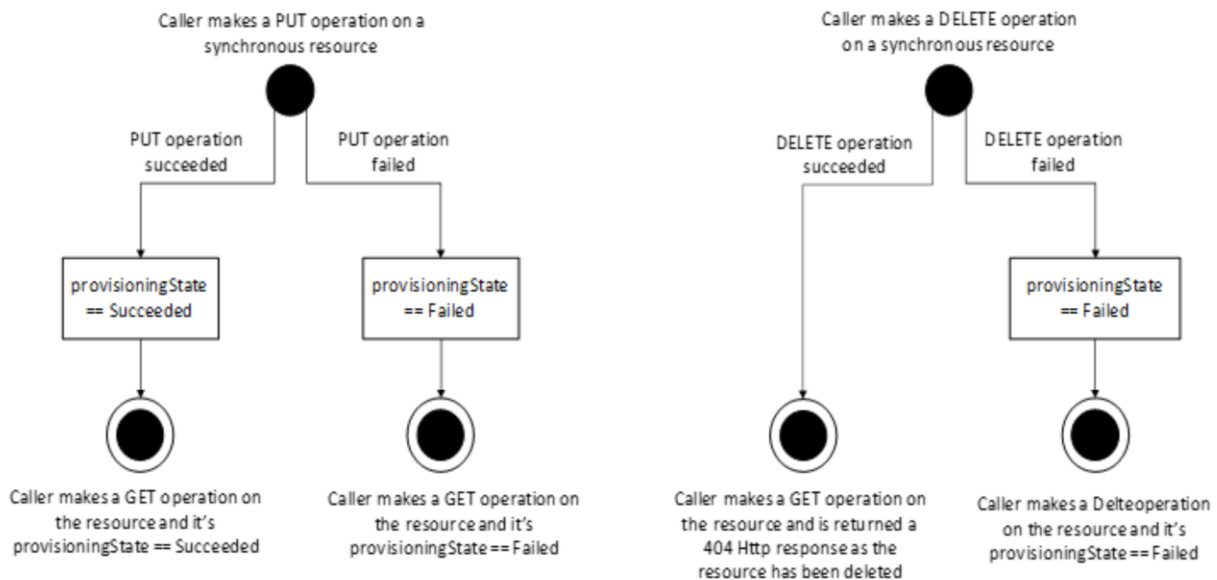 Caller makes a PUT operation on a
synchronous resource
PUT operation
succeeded
PUT operation
failed
provisioningState
== Succeeded
provisioningState
== Failed
Caller makes a GET operation on
the resource and it's
provisioningState == Succeeded
Caller makes a GET operation on
the resource and it's
provisioningState == Failed
Caller makes a DELETE operation
on a synchronous resource
DELETE operation
succeeded
DELETE operation
failed
provisioningState
== Failed
Caller makes a GET operation on
the resource and is returned a
404 Http response as the
resource has been deleted
Caller makes a Delteoperation
on the resource and it's
provisioningState == Failed